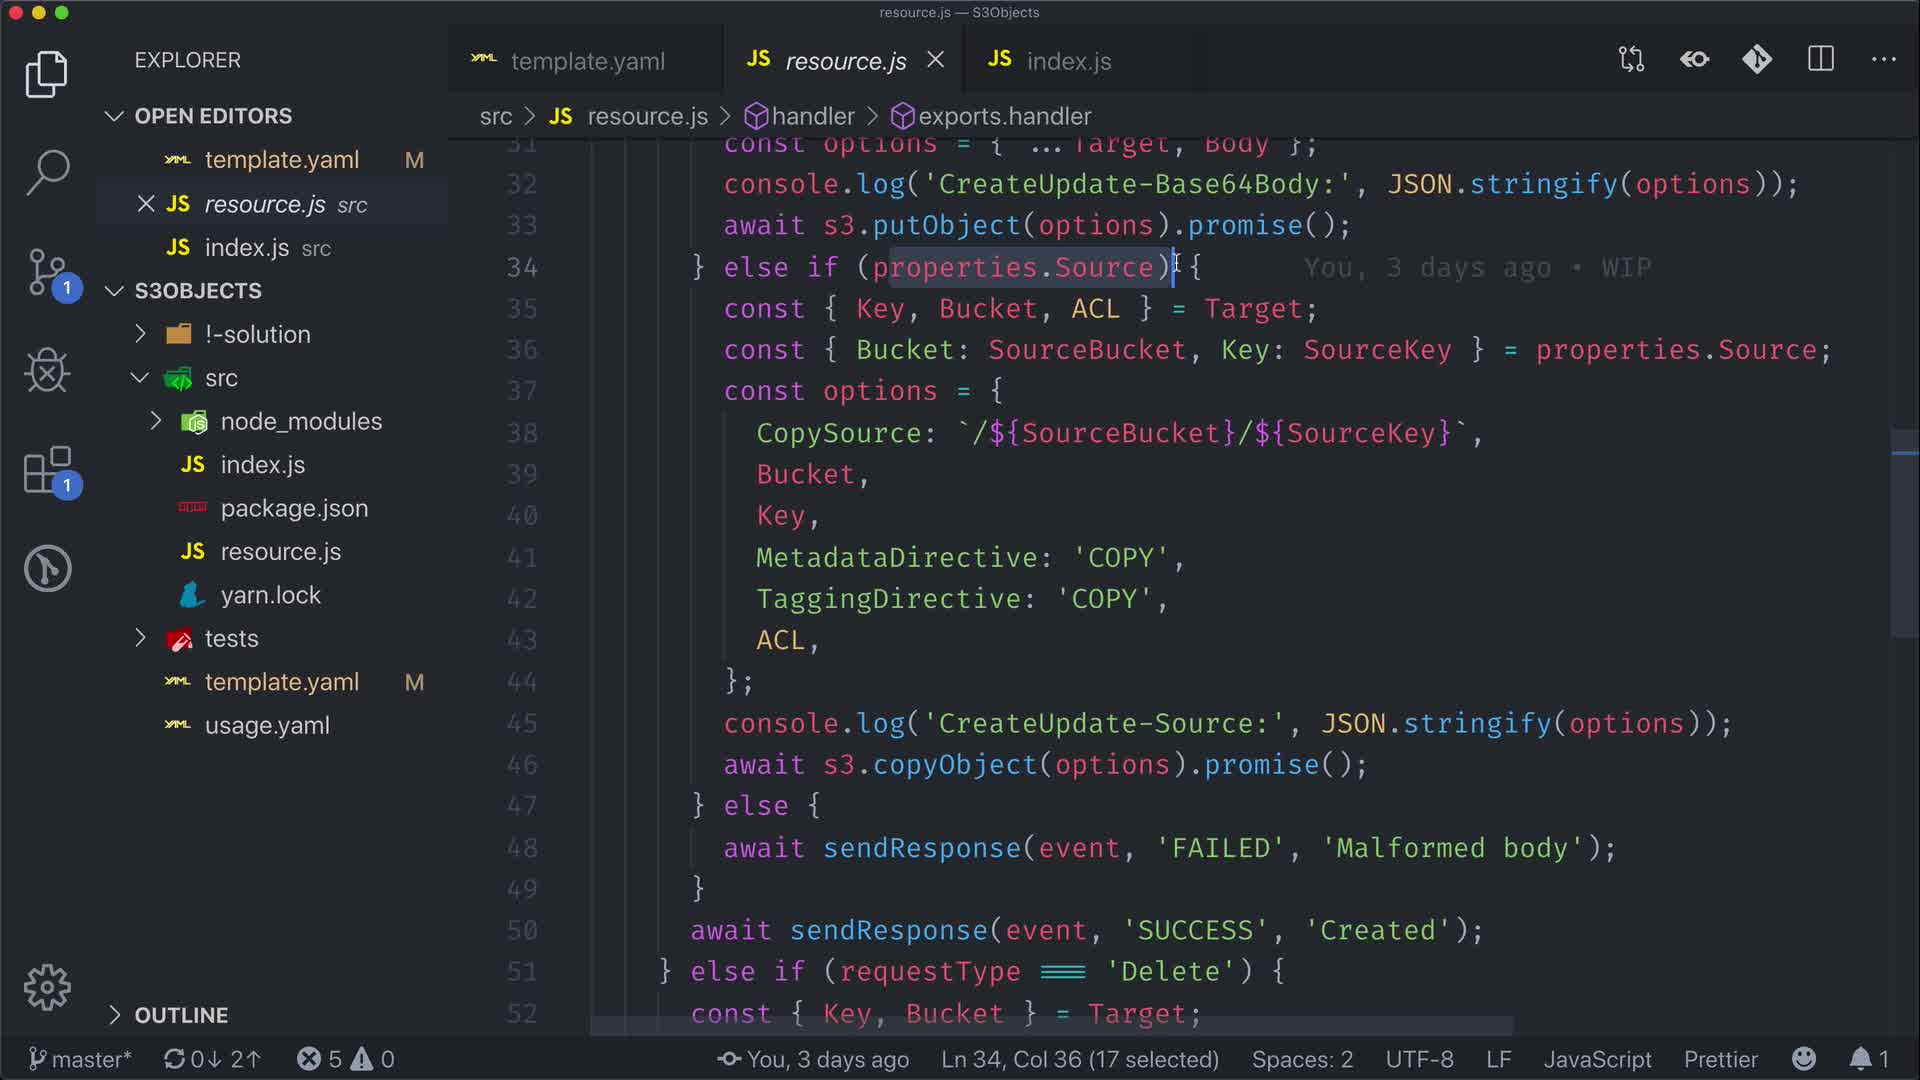 resource.js — S3Objects
EXPLORER
OPEN EDITORS
template.yaml M
JS resource.js src
JS index.js src
S3OBJECTS
!-solution
src
node_modules
JS index.js
package.json
JS resource.js
yarn.lock
tests
template.yaml M
usage.yaml
OUTLINE
1
1
template.yaml
JS resource.js
JS index.js
src > JS resource.js > handler > exports.handler
31 const options = { ...Target, Body };
32 console.log('CreateUpdate-Base64Body:', JSON.stringify(options));
33 await s3.putObject(options).promise();
34 } else if (properties.Source) { You, 3 days ago • WIP
35 const { Key, Bucket, ACL } = Target;
36 const { Bucket: SourceBucket, Key: SourceKey } = properties.Source;
37 const options = {
38 CopySource: `/${SourceBucket}/${SourceKey}`,
39 Bucket,
40 Key,
41 MetadataDirective: 'COPY',
42 TaggingDirective: 'COPY',
43 ACL,
44 };
45 console.log('CreateUpdate-Source:', JSON.stringify(options));
46 await s3.copyObject(options).promise();
47 } else {
48 await sendResponse(event, 'FAILED', 'Malformed body');
49 }
50 await sendResponse(event, 'SUCCESS', 'Created');
51 } else if (requestType === 'Delete') {
52 const { Key, Bucket } = Target;
master* 0↓ 2↑ 5 0 You, 3 days ago Ln 34, Col 36 (17 selected) Spaces: 2 UTF-8 LF JavaScript Prettier 1